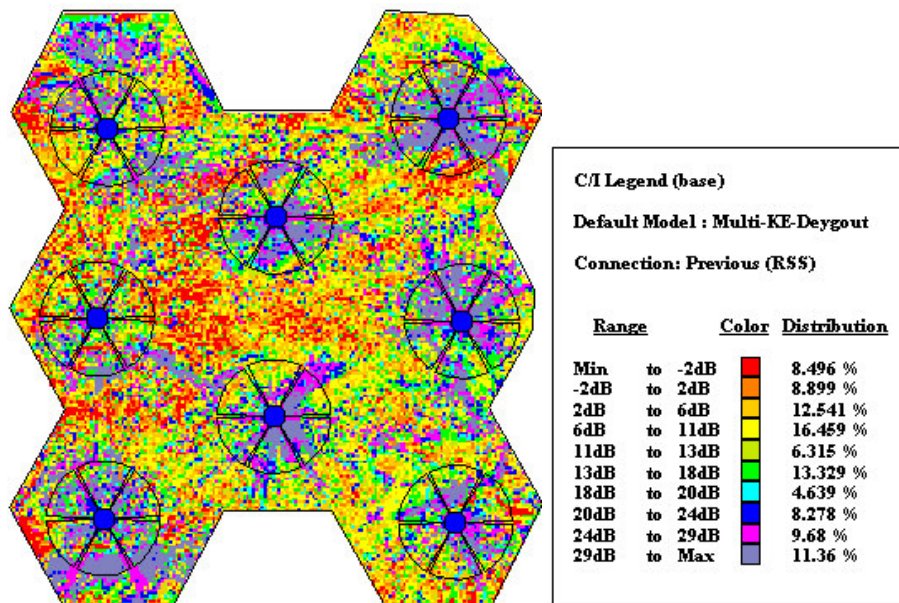 C/I Legend (base)
Default Model : Multi-KE-Deygout
Connection: Previous (RSS)
Range Color Distribution
Min to -2dB 8.496 %
-2dB to 2dB 8.899 %
2dB to 6dB 12.541 %
6dB to 11dB 16.459 %
11dB to 13dB 6.315 %
13dB to 18dB 13.329 %
18dB to 20dB 4.639 %
20dB to 24dB 8.278 %
24dB to 29dB 9.68 %
29dB to Max 11.36 %